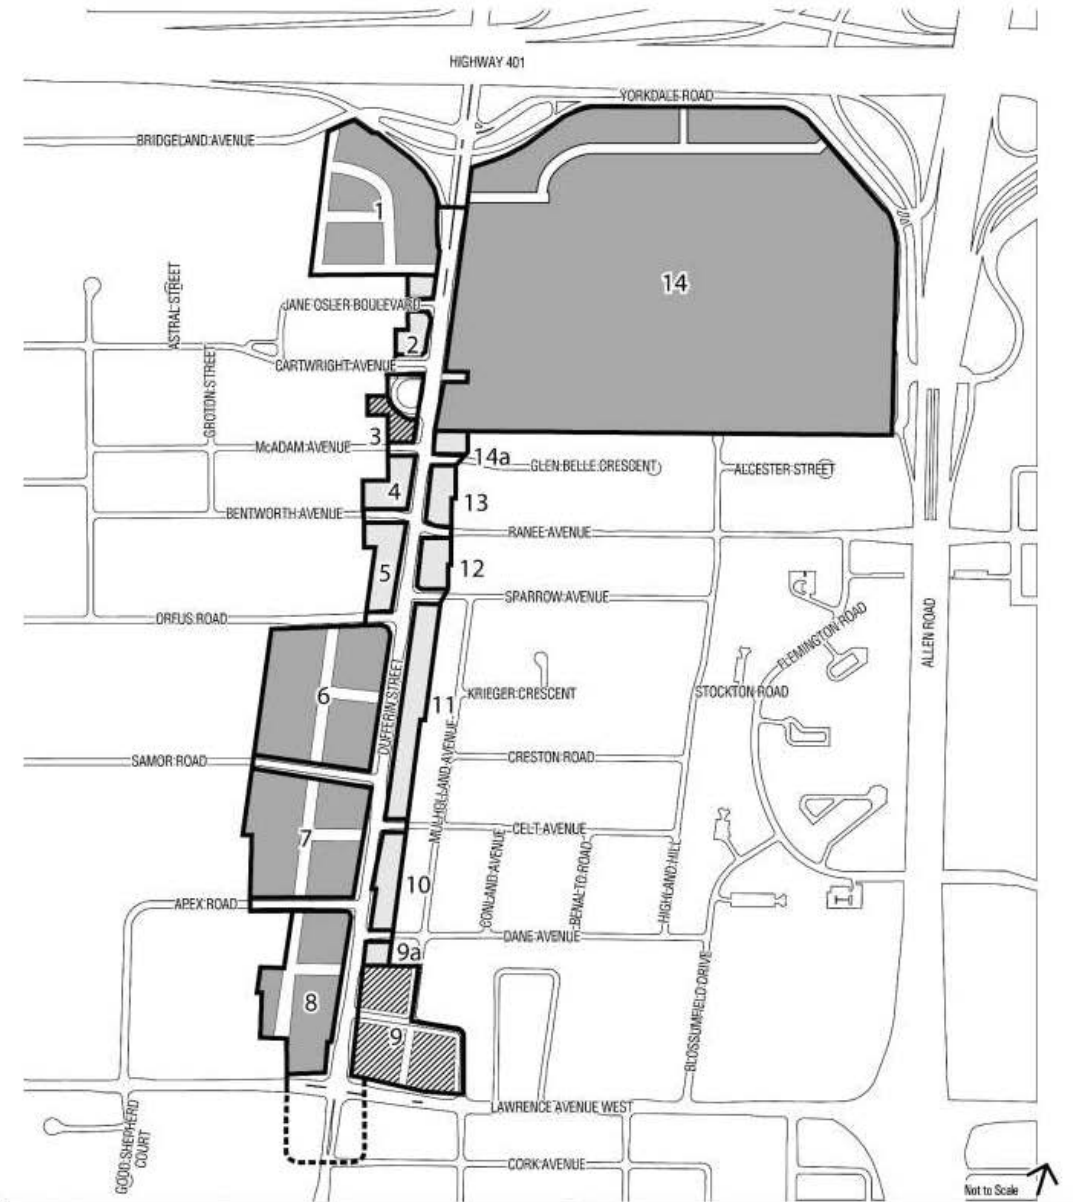 HIGHWAY 401
YORKDALE ROAD
BRIDGELAND AVENUE
1
14
ASTRAL STREET
JANE OSLER BOULEVARD
2
CARTWRIGHT AVENUE
GROTON STREET
3
McADAM AVENUE
14a
GLEN BELLE CRESCENT
ALCESTER STREET
4
13
BENTWORTH AVENUE
RANEE AVENUE
5
12
SPARROW AVENUE
ORFUS ROAD
FLEMINGTON ROAD
ALLEN ROAD
6
DUFFERIN STREET
11
KRIEGER CRESCENT
STOCKTON ROAD
SAMOR ROAD
MULHOLLAND AVENUE
CRESTON ROAD
7
CELT AVENUE
CONLAND AVENUE
BENALTO ROAD
HIGHLAND HILL
10
APEX ROAD
DANE AVENUE
9a
8
9
BLOSSUMFIELD DRIVE
LAWRENCE AVENUE WEST
GOOD SHEPHERD
COURT
CORK AVENUE
Not to Scale